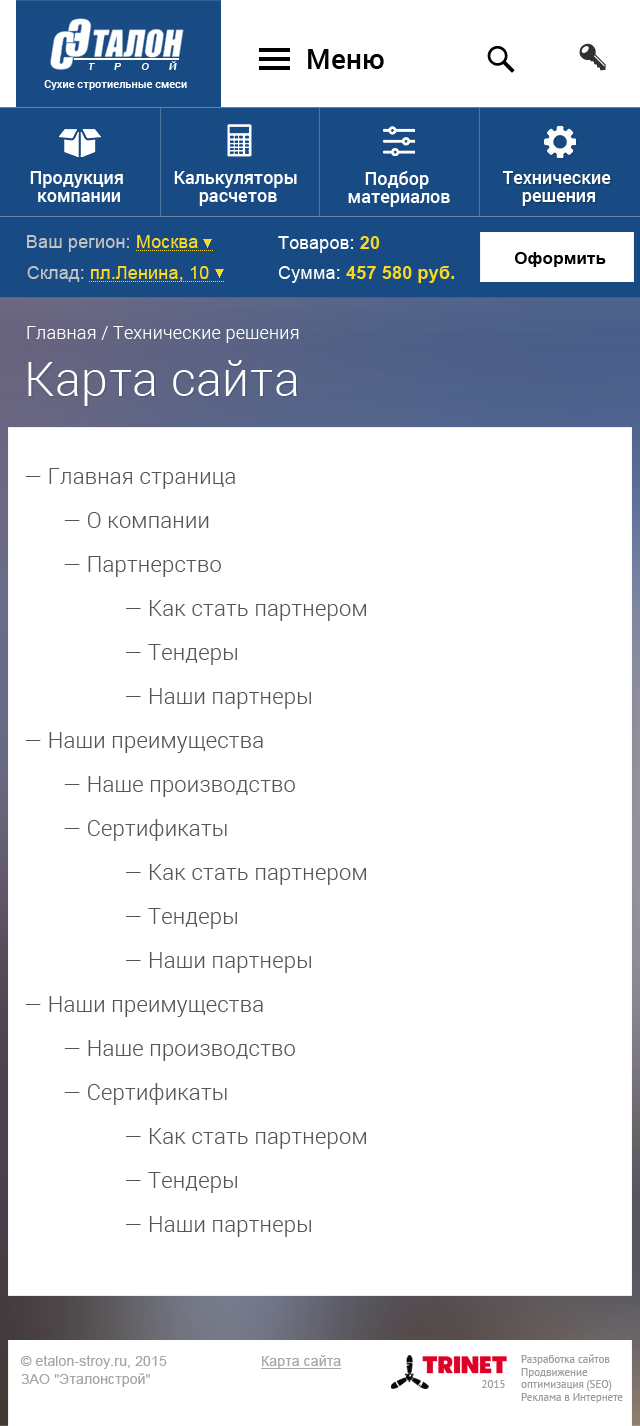 ЭТАЛОН
СТРОЙ
Сухие стротиельные смеси
Меню
Продукция
компании
Калькуляторы
расчетов
Подбор
материалов
Технические
решения
Ваш регион: Москва
Товаров: 20
Склад: пл.Ленина, 10
Сумма: 457 580 руб.
Оформить
Главная / Технические решения
Карта сайта
— Главная страница
— О компании
— Партнерство
— Как стать партнером
— Тендеры
— Наши партнеры
— Наши преимущества
— Наше производство
— Сертификаты
— Как стать партнером
— Тендеры
— Наши партнеры
— Наши преимущества
— Наше производство
— Сертификаты
— Как стать партнером
— Тендеры
— Наши партнеры
© etalon-stroy.ru, 2015
ЗАО "Эталонстрой"
Карта сайта
TRINET
2015
Разработка сайтов
Продвижение
оптимизация (SEO)
Реклама в Интернете